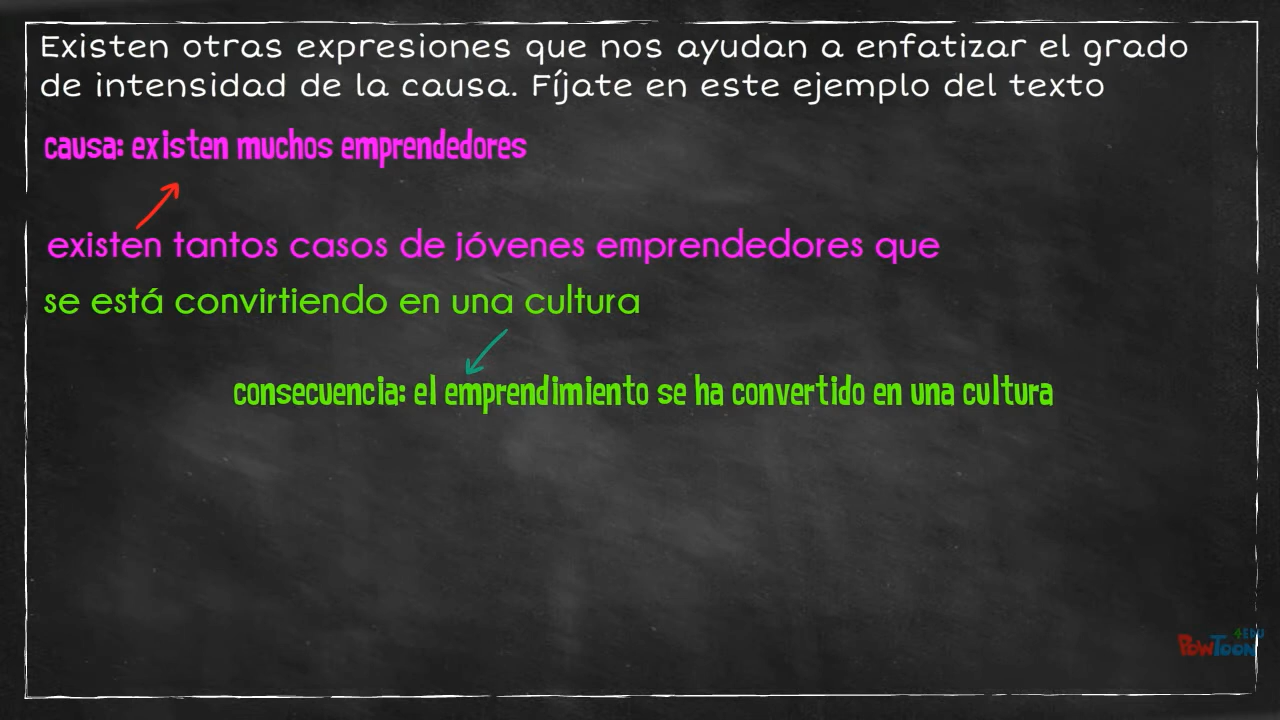 Existen otras expresiones que nos ayudan a enfatizar el grado
de intensidad de la causa. Fíjate en este ejemplo del texto
causa: existen muchos emprendedores
existen tantos casos de jóvenes emprendedores que
se está convirtiendo en una cultura
consecuencia: el emprendimiento se ha convertido en una cultura
4EDU
POWTOON